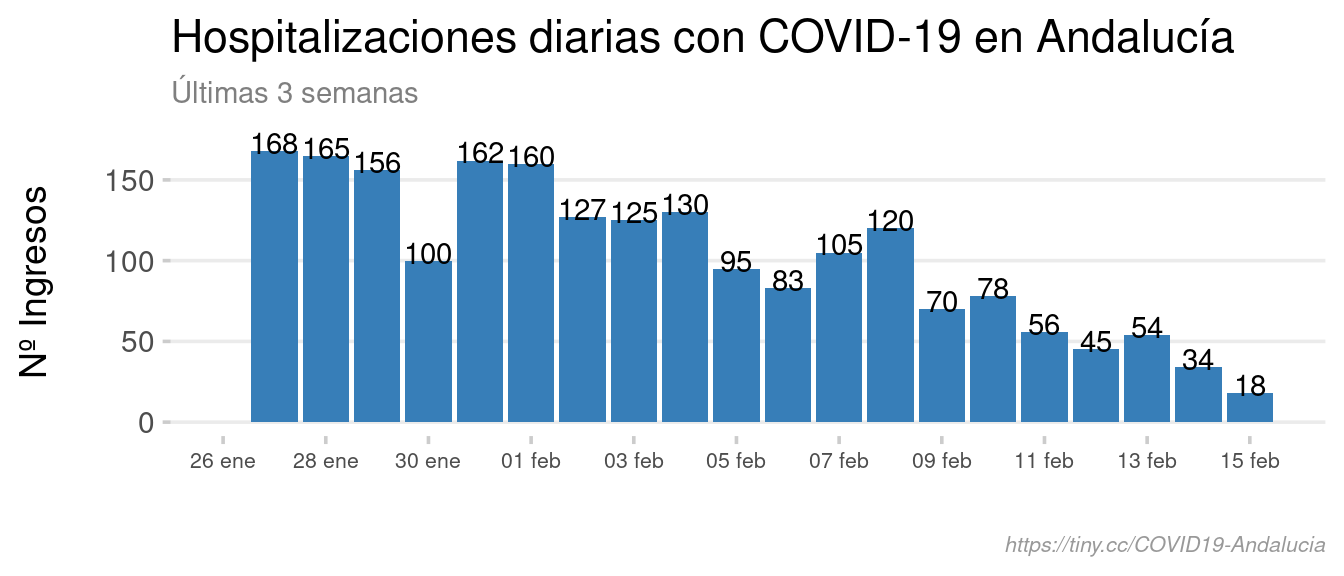 Hospitalizaciones diarias con COVID-19 en Andalucía
Últimas 3 semanas
Nº Ingresos
150
100
50
0
168 165 156 100 162 160 127 125 130 95 83 105 120 70 78 56 45 54 34 18
26 ene 28 ene 30 ene 01 feb 03 feb 05 feb 07 feb 09 feb 11 feb 13 feb 15 feb
https://tiny.cc/COVID19-Andalucia